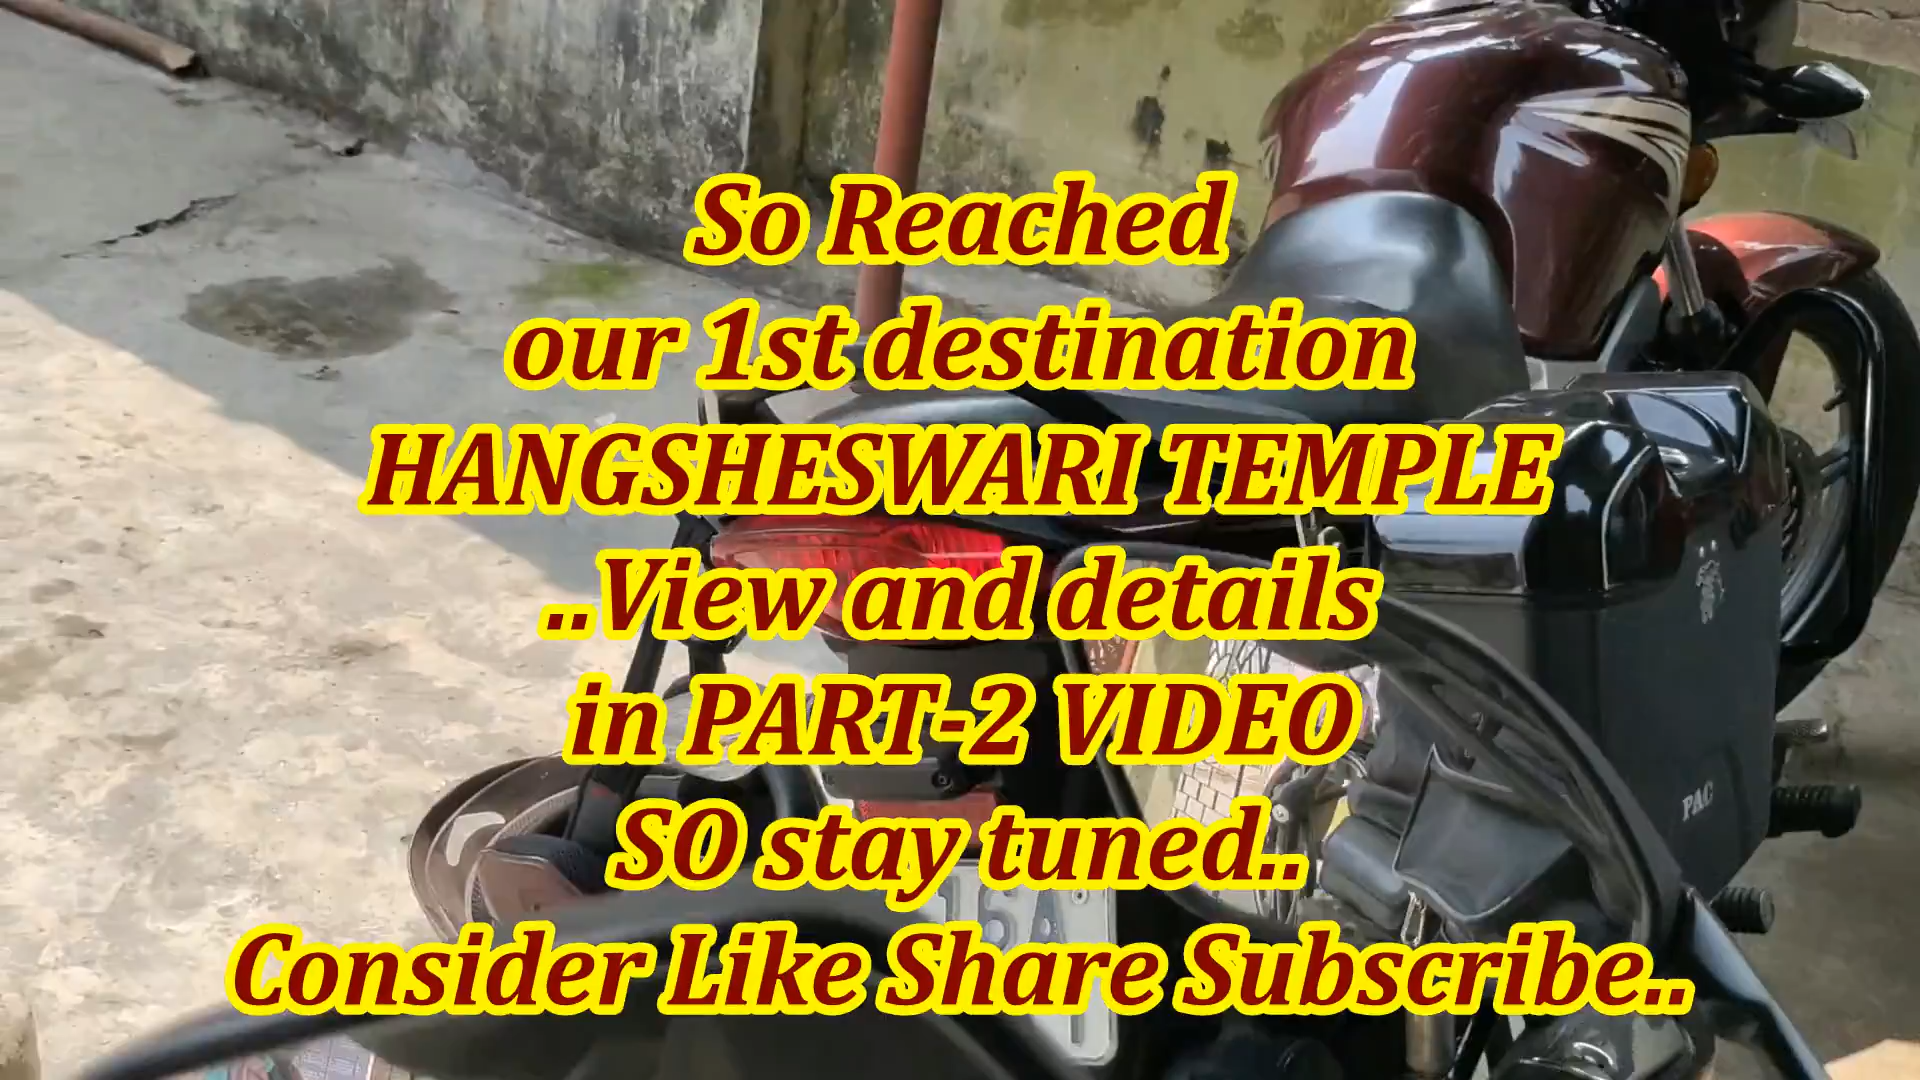 So Reached
our 1st destination
HANGSHESWARI TEMPLE
..View and details
in PART-2 VIDEO
SO stay tuned..
Consider Like Share Subscribe..